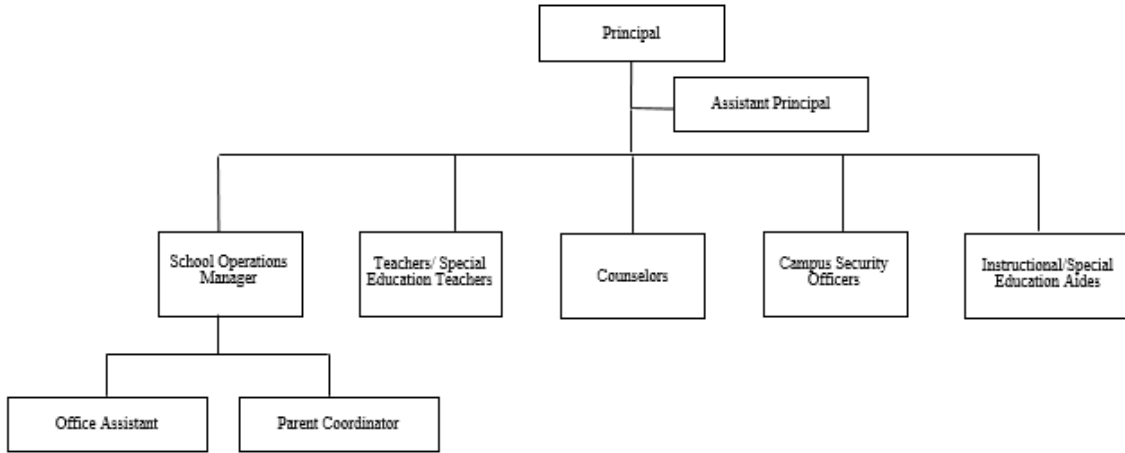 Principal
Assistant Principal
School Operations
Manager
Teachers/ Special
Education Teachers
Counselors
Campus Security
Officers
Instructional/Special
Education Aides
Office Assistant
Parent Coordinator